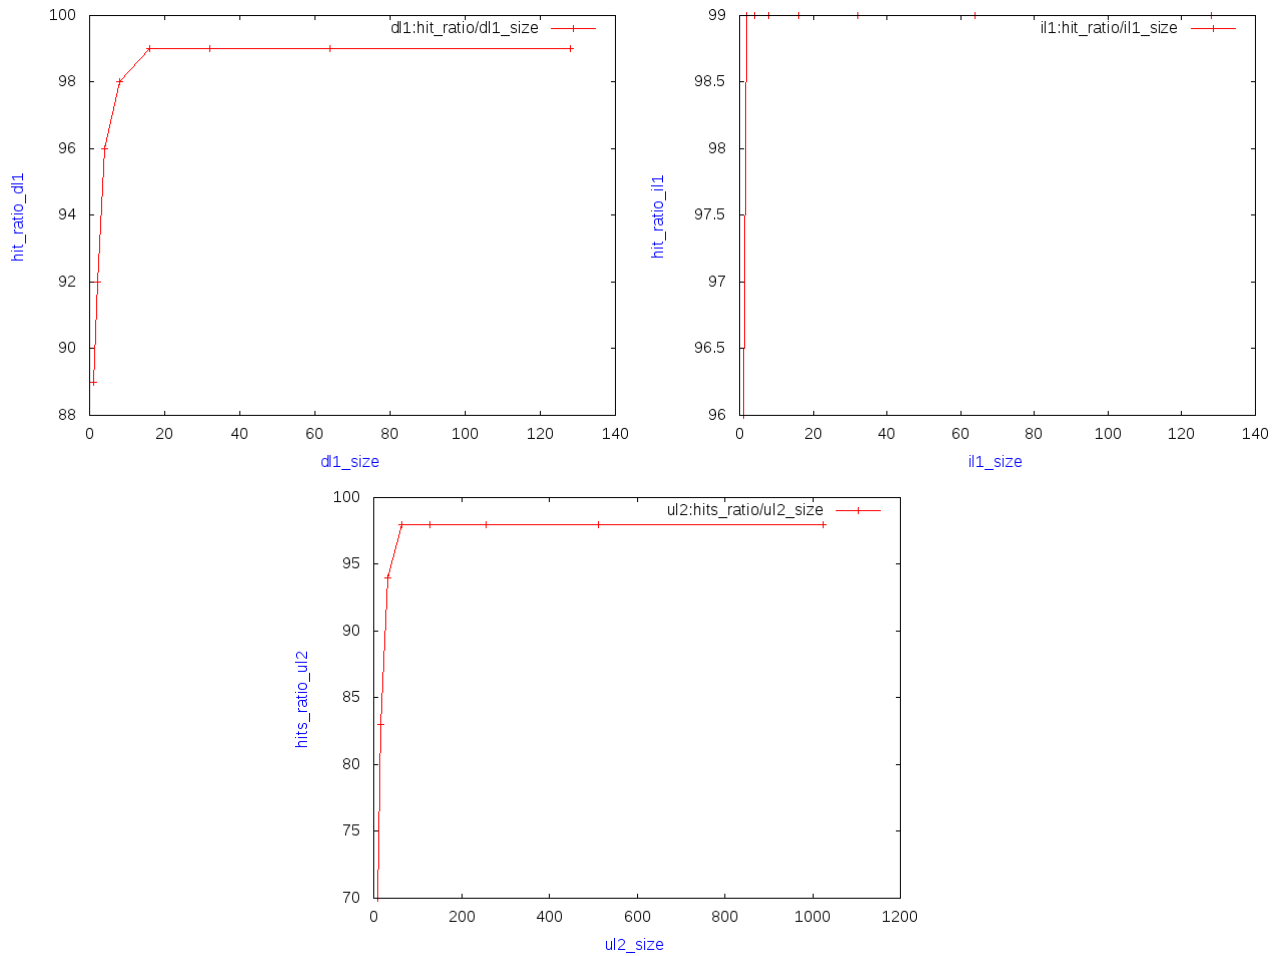 dl1:hit_ratio/dl1_size
100
98
96
94
92
90
88
hit_ratio_dl1
0 20 40 60 80 100 120 140
dl1_size
il1:hit_ratio/il1_size
99
98.5
98
97.5
97
96.5
96
hit_ratio_il1
0 20 40 60 80 100 120 140
il1_size
ul2:hits_ratio/ul2_size
100
95
90
85
80
75
70
hits_ratio_ul2
0 200 400 600 800 1000 1200
ul2_size